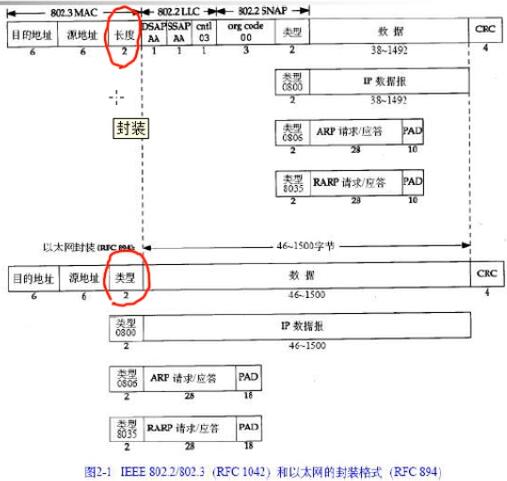 802.3 MAC 802.2 LLC 802.2 SNAP
目的地址 源地址 长度 DSAP AA SSAP AA cntl 03 org code 00 类型 数 据 CRC
6 6 2 1 1 1 3 2 38~1492 4
类型 0800 IP 数据报
2 38~1492
封装
类型 0806 ARP 请求/应答 PAD
2 28 10
类型 8035 RARP 请求/应答 PAD
2 28 10
以太网封装(RFC 894): 46~1500字节
目的地址 源地址 类型 数 据 CRC
6 6 2 46~1500 4
类型 0800 IP 数据报
2 46~1500
类型 0806 ARP 请求/应答 PAD
2 28 18
类型 8035 RARP 请求/应答 PAD
2 28 18
图2-1 IEEE 802.2/802.3（RFC 1042）和以太网的封装格式（RFC 894）